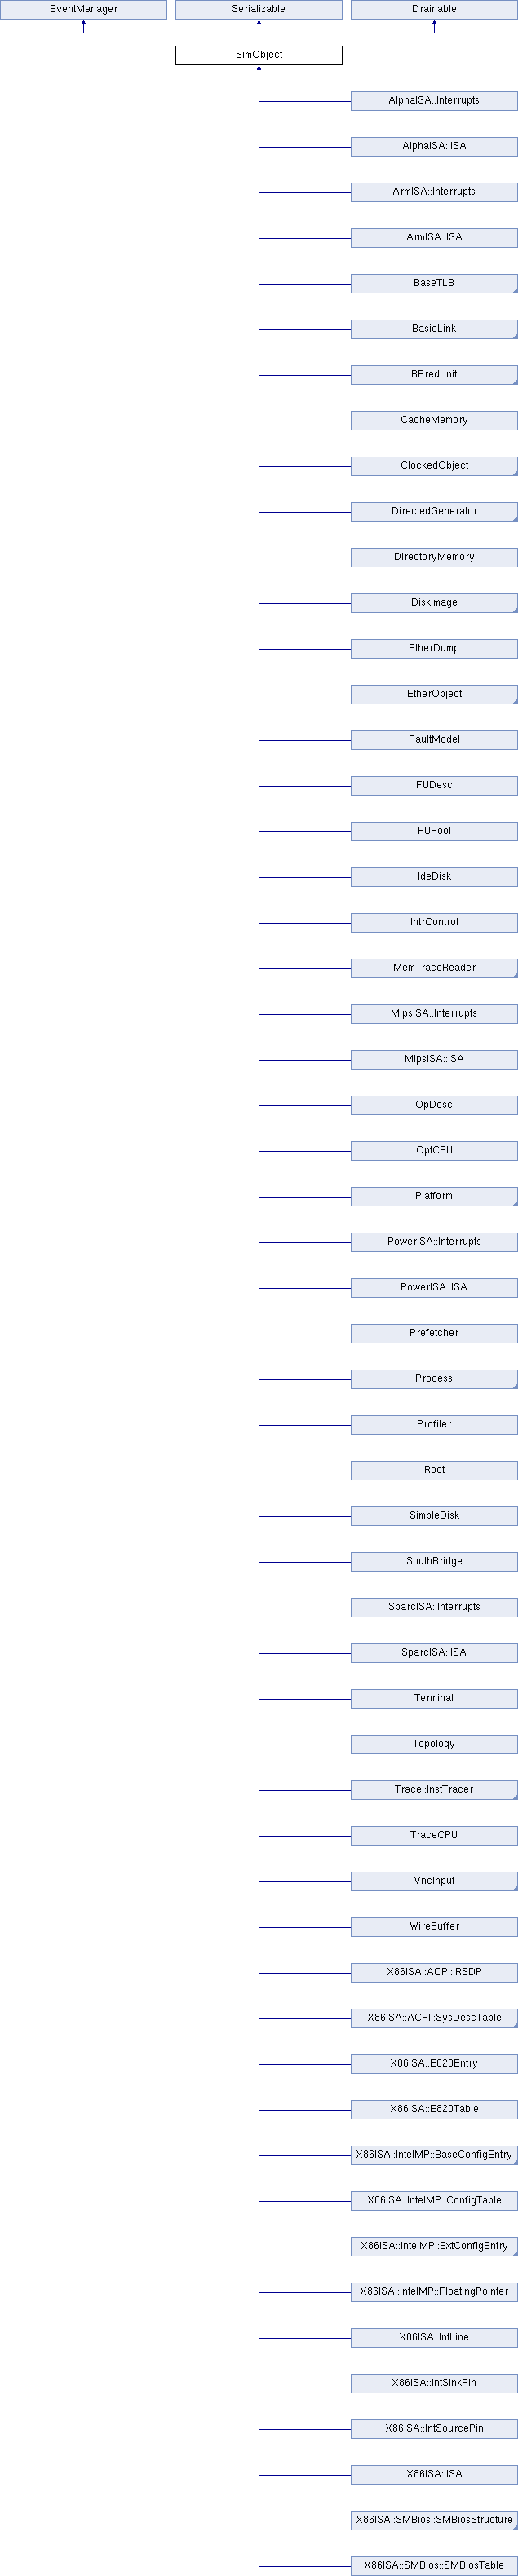 EventManager
Serializable
Drainable
SimObject
AlphaISA::Interrupts
AlphaISA::ISA
ArmISA::Interrupts
ArmISA::ISA
BaseTLB
BasicLink
BPredUnit
CacheMemory
ClockedObject
DirectedGenerator
DirectoryMemory
DiskImage
EtherDump
EtherObject
FaultModel
FUDesc
FUPool
IdeDisk
IntrControl
MemTraceReader
MipsISA::Interrupts
MipsISA::ISA
OpDesc
OptCPU
Platform
PowerISA::Interrupts
PowerISA::ISA
Prefetcher
Process
Profiler
Root
SimpleDisk
SouthBridge
SparcISA::Interrupts
SparcISA::ISA
Terminal
Topology
Trace::InstTracer
TraceCPU
VncInput
WireBuffer
X86ISA::ACPI::RSDP
X86ISA::ACPI::SysDescTable
X86ISA::E820Entry
X86ISA::E820Table
X86ISA::IntelMP::BaseConfigEntry
X86ISA::IntelMP::ConfigTable
X86ISA::IntelMP::ExtConfigEntry
X86ISA::IntelMP::FloatingPointer
X86ISA::IntLine
X86ISA::IntSinkPin
X86ISA::IntSourcePin
X86ISA::ISA
X86ISA::SMBios::SMBiosStructure
X86ISA::SMBios::SMBiosTable